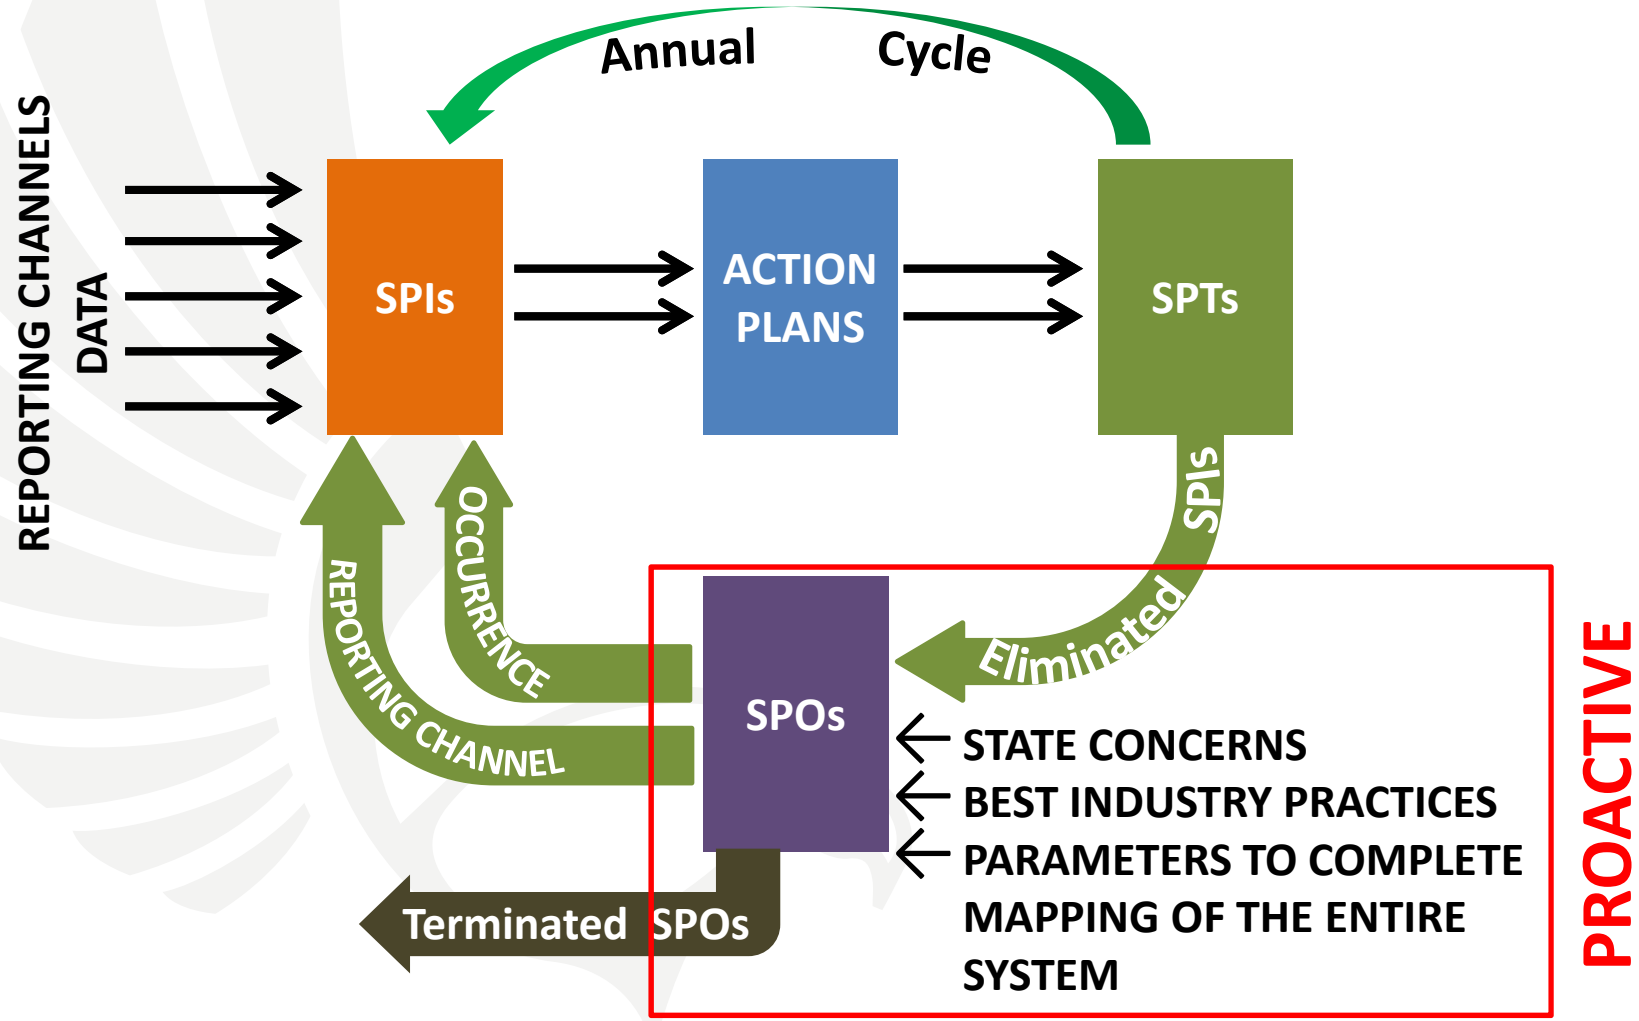 Annual Cycle
REPORTING CHANNELS
DATA
SPIs
ACTION
PLANS
SPTs
SPIs
Eliminated
OCCURRENCE
REPORTING CHANNEL
SPOs
STATE CONCERNS
BEST INDUSTRY PRACTICES
PARAMETERS TO COMPLETE
MAPPING OF THE ENTIRE
SYSTEM
Terminated SPOs
PROACTIVE